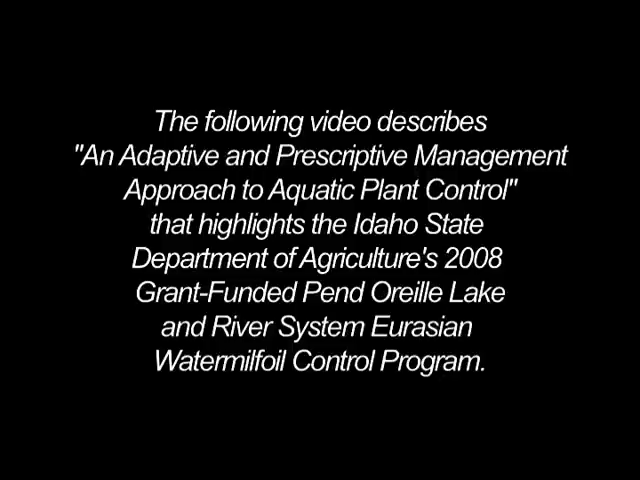 The following video describes
"An Adaptive and Prescriptive Management
Approach to Aquatic Plant Control"
that highlights the Idaho State
Department of Agriculture's 2008
Grant-Funded Pend Oreille Lake
and River System Eurasian
Watermilfoil Control Program.